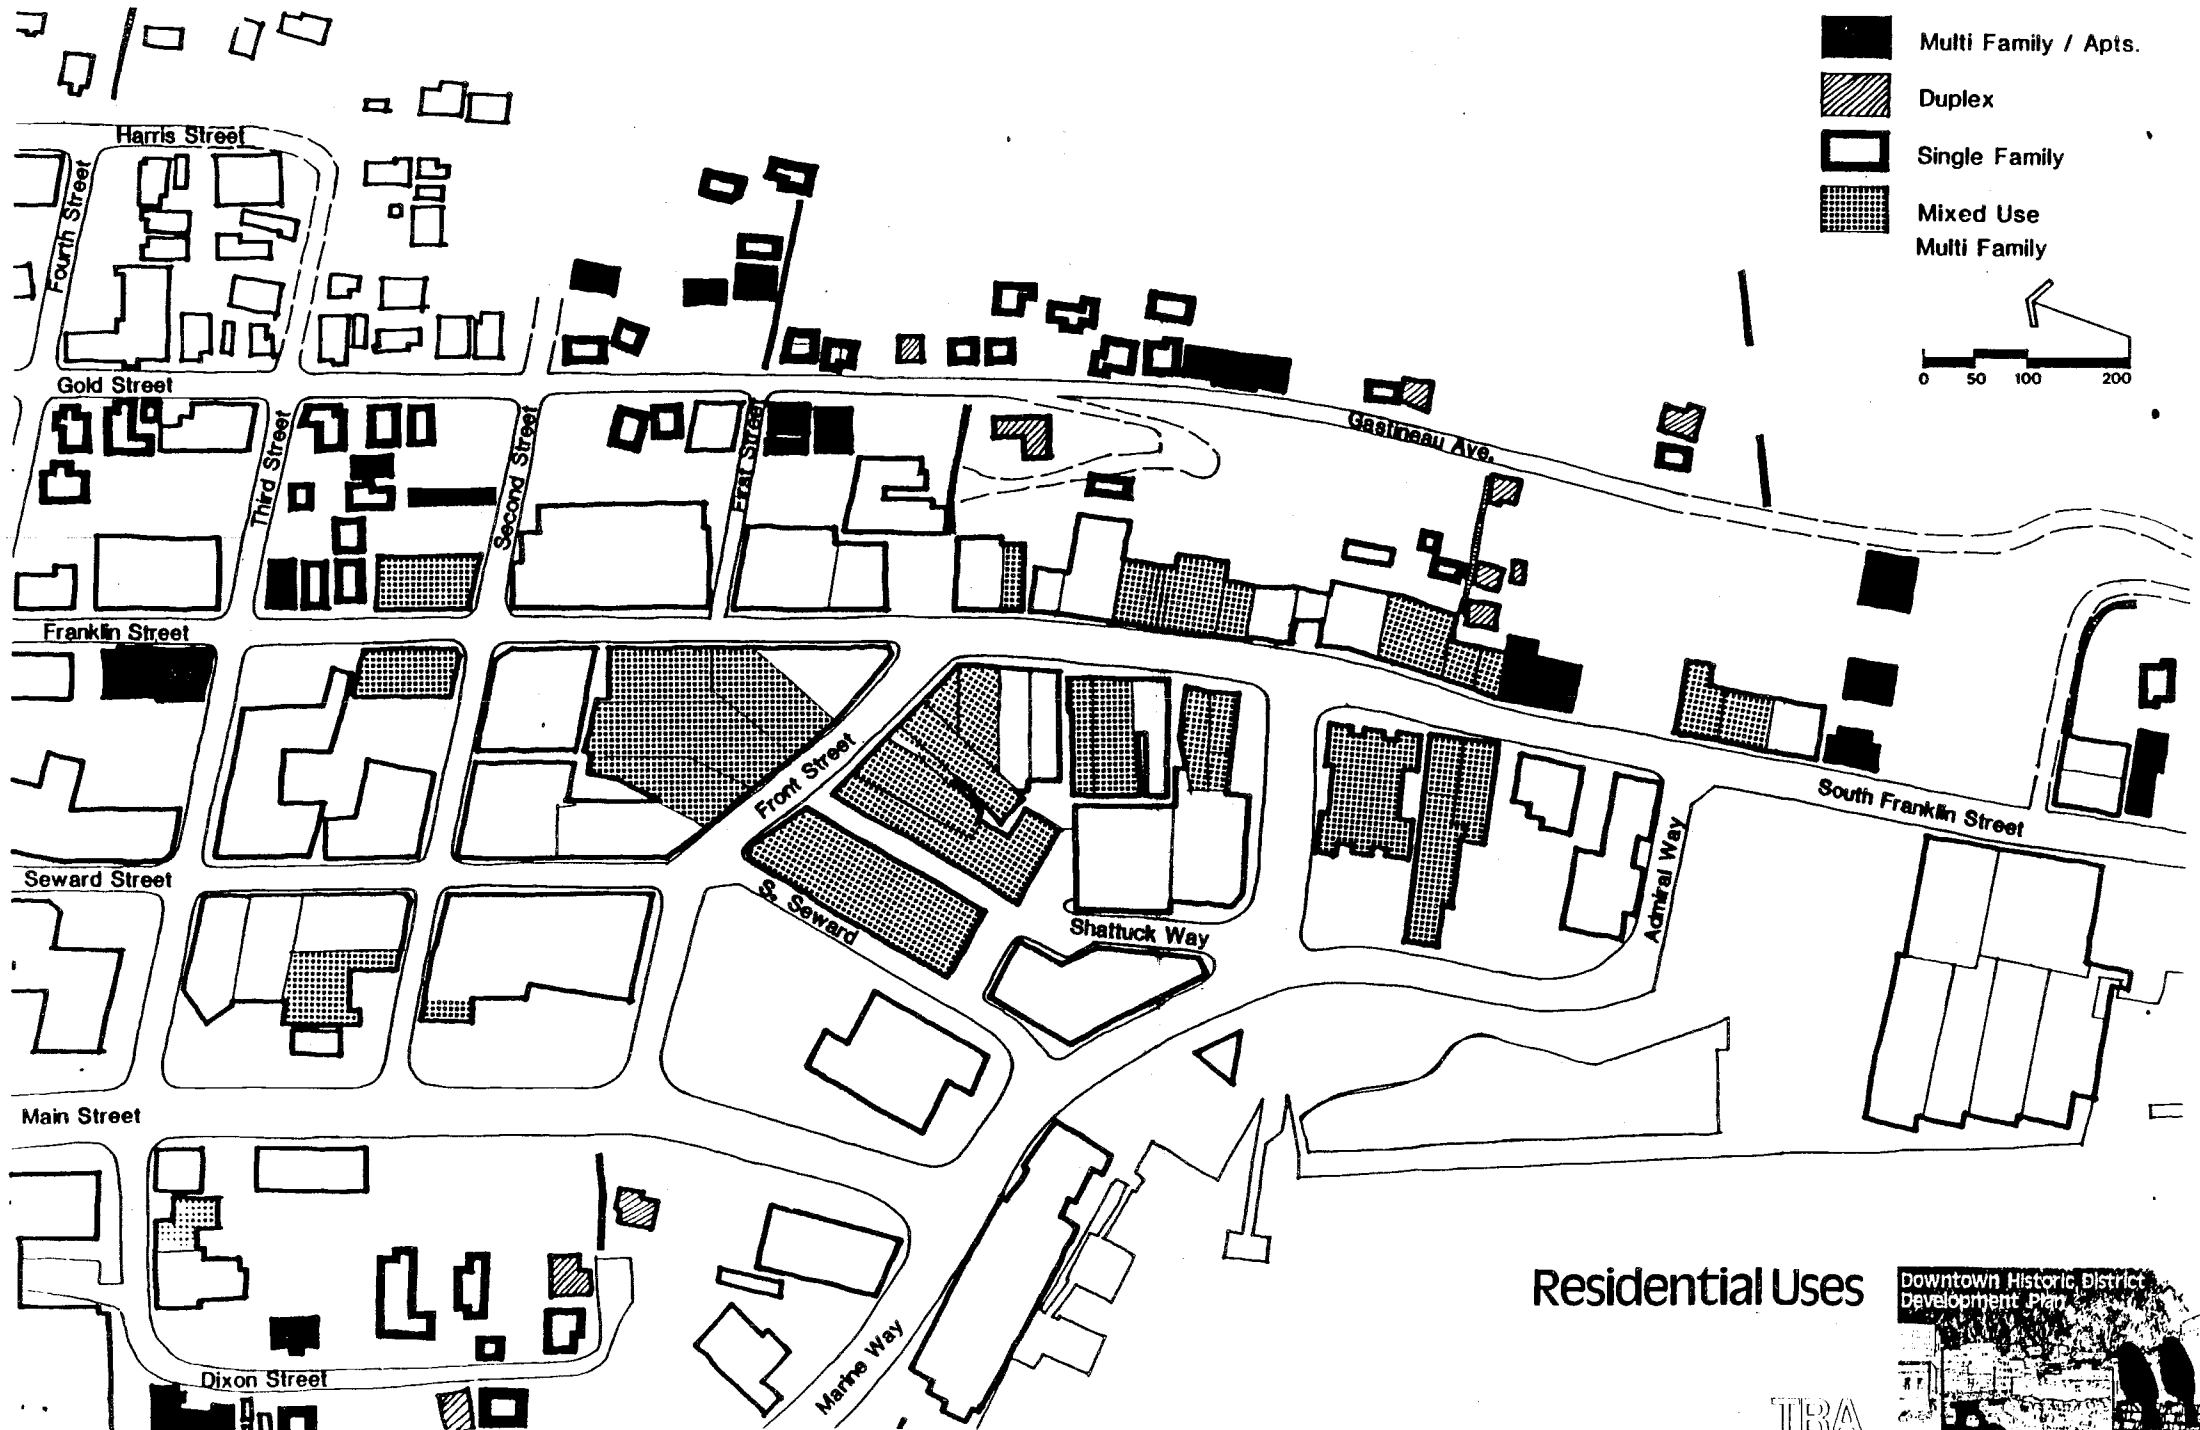 Multi Family / Apts.
Duplex
Single Family
Mixed Use
Multi Family
0 50 100 200
Harris Street
Fourth Street
Gold Street
Third Street
Second Street
First Street
Gastineau Ave.
Franklin Street
Front Street
South Franklin Street
Seward Street
S. Seward
Shattuck Way
Admiral Way
Main Street
Marine Way
Dixon Street
Residential Uses
Downtown Historic District
Development Plan
TRA